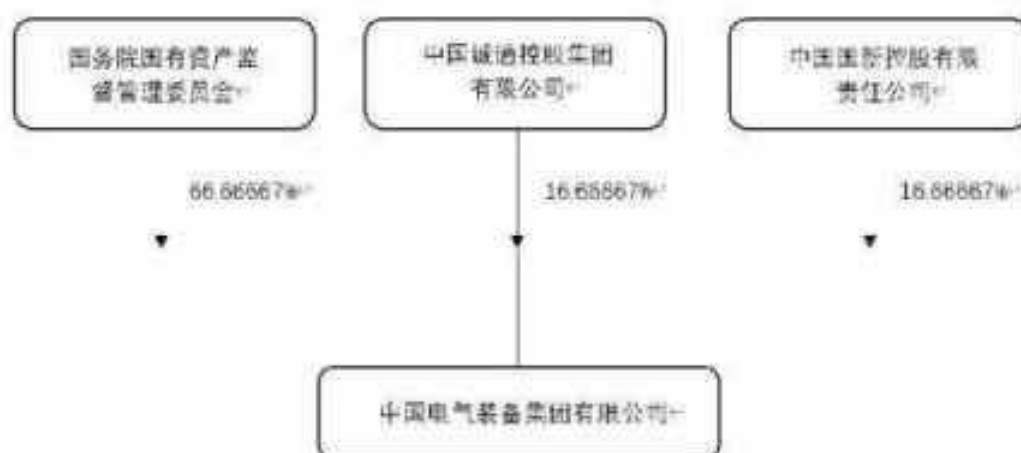 国务院国有资产监
督管理委员会
中国诚通控股集团
有限公司
中国国新控股有限
责任公司
66.66667%
16.66667%
16.66667%
中国电气装备集团有限公司